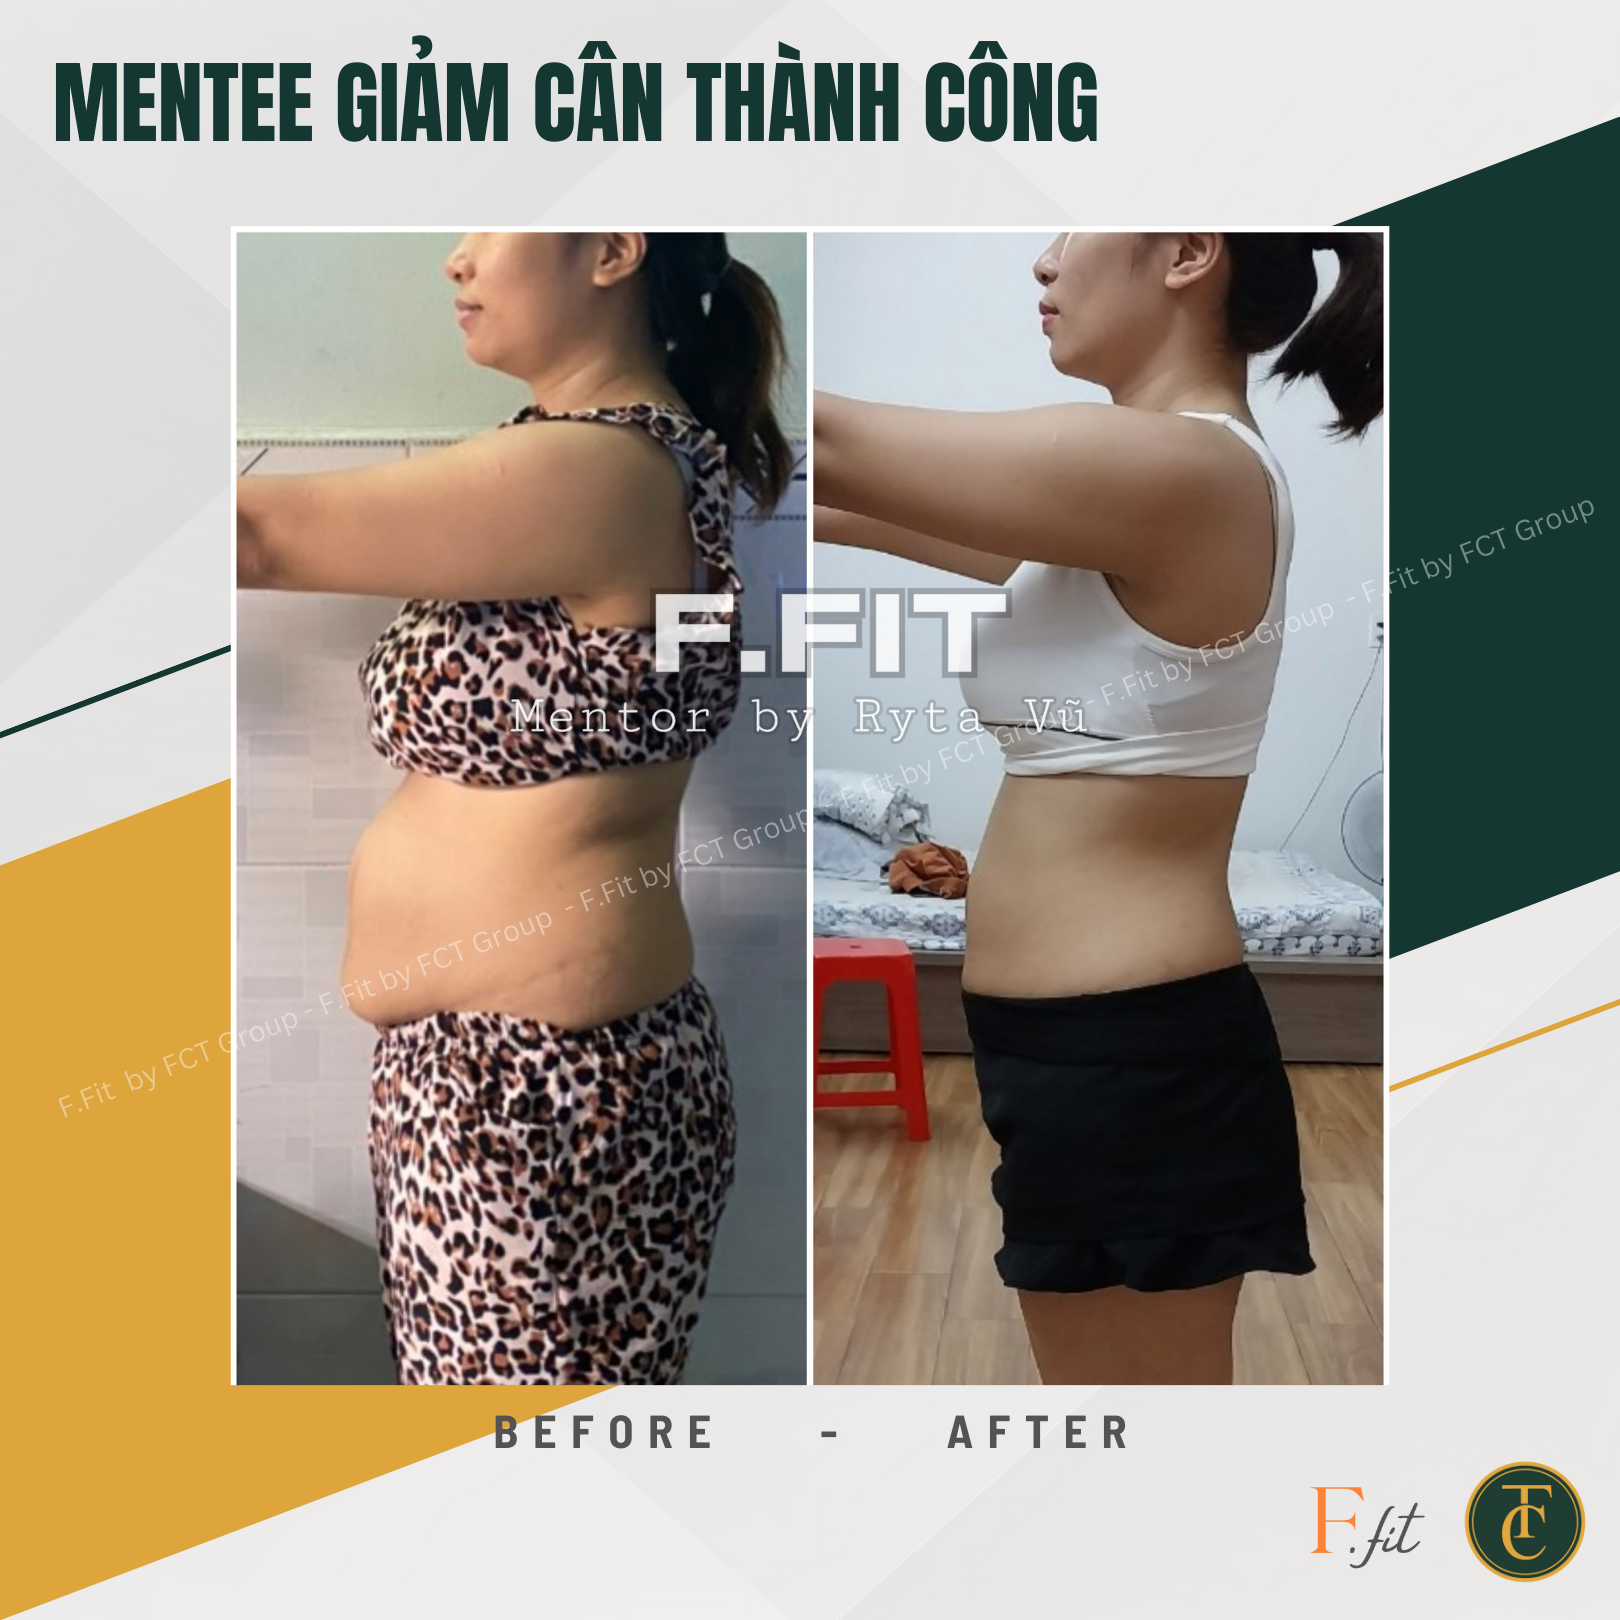 MENTEE GIẢM CÂN THÀNH CÔNG
F.FIT
Mentor by Ryta Vũ
F.Fit by FCT Group - F.Fit by FCT Group - F.Fit by FCT Group - F.Fit by FCT Group - F.Fit by FCT Group - F.Fit by FCT Group
BEFORE - AFTER
F.fit